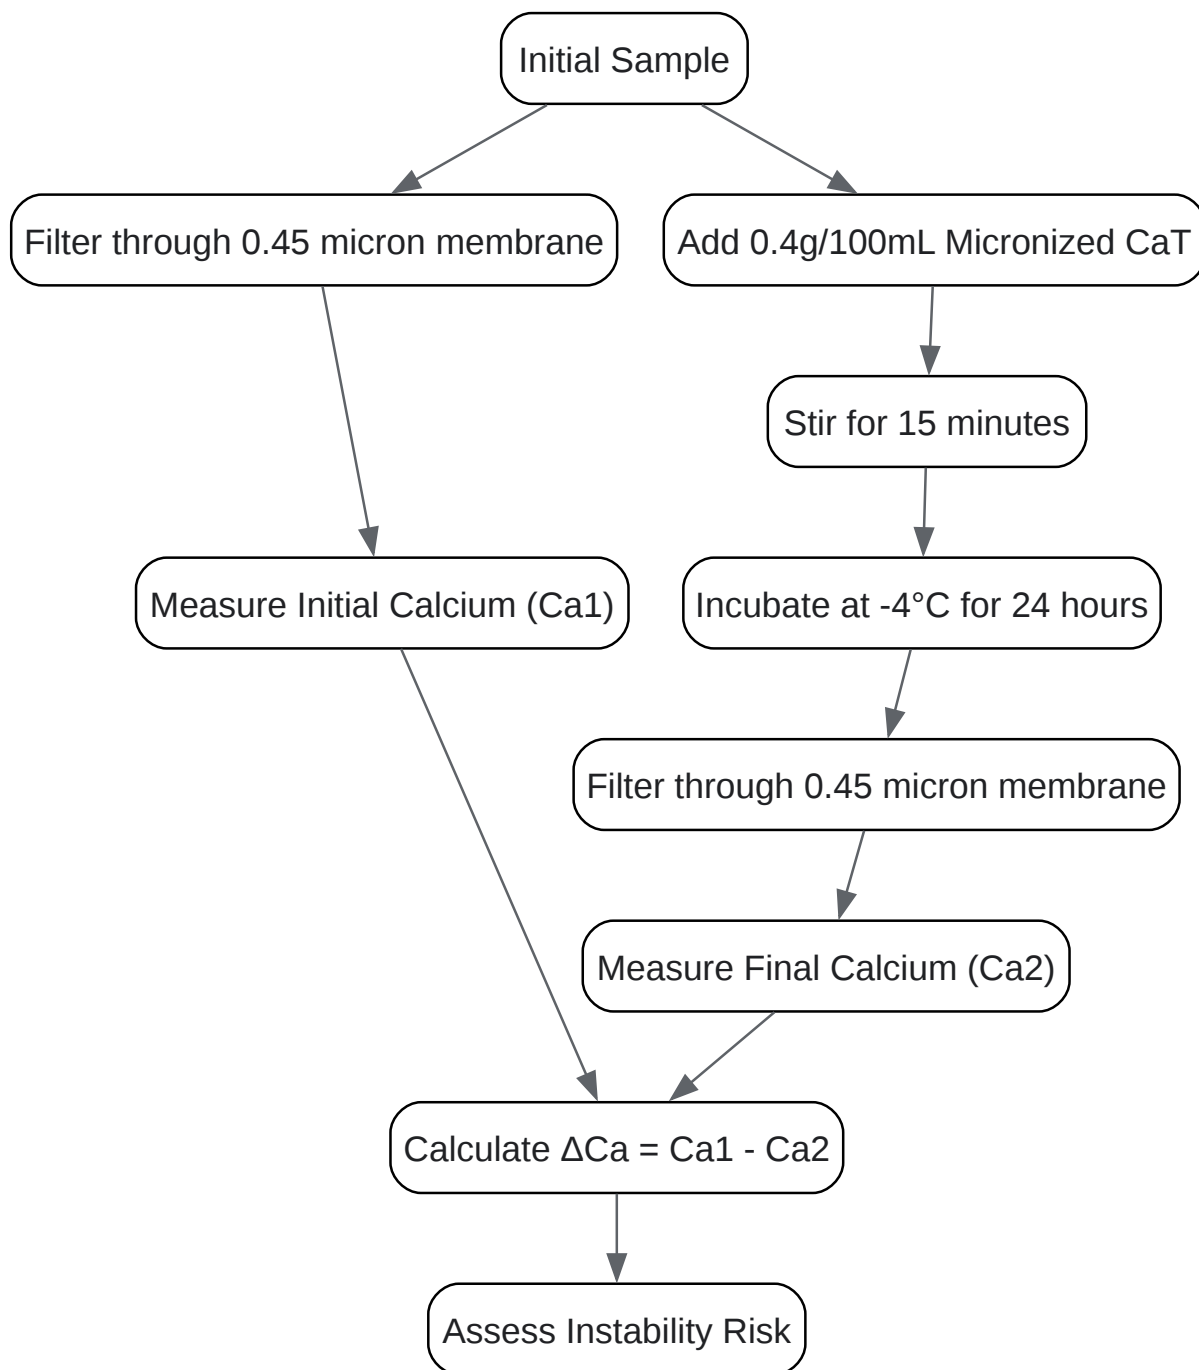 Initial Sample
Filter through 0.45 micron membrane
Add 0.4g/100mL Micronized CaT
Stir for 15 minutes
Measure Initial Calcium (Ca1)
Incubate at -4°C for 24 hours
Filter through 0.45 micron membrane
Measure Final Calcium (Ca2)
Calculate ΔCa = Ca1 - Ca2
Assess Instability Risk